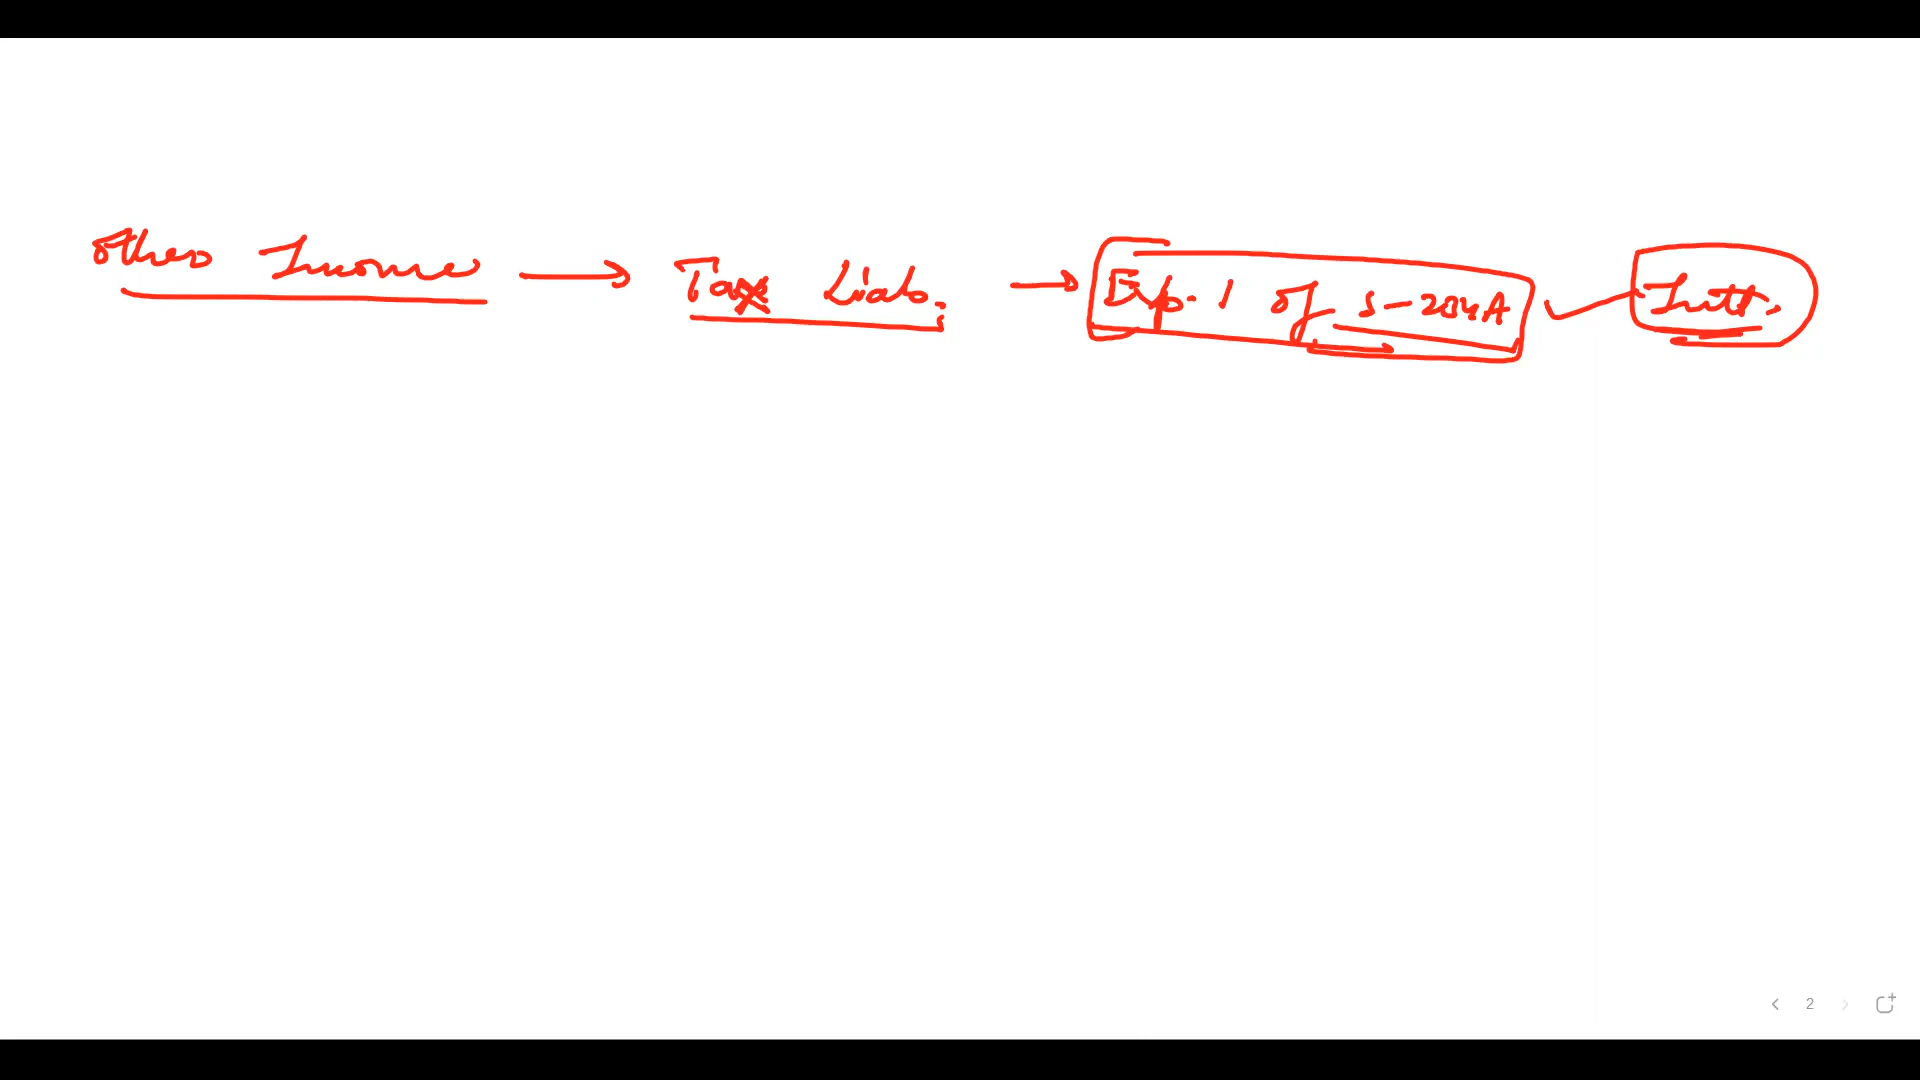 other Income → Tax Liab. → Exp. 1 of S-234A Intt.
2